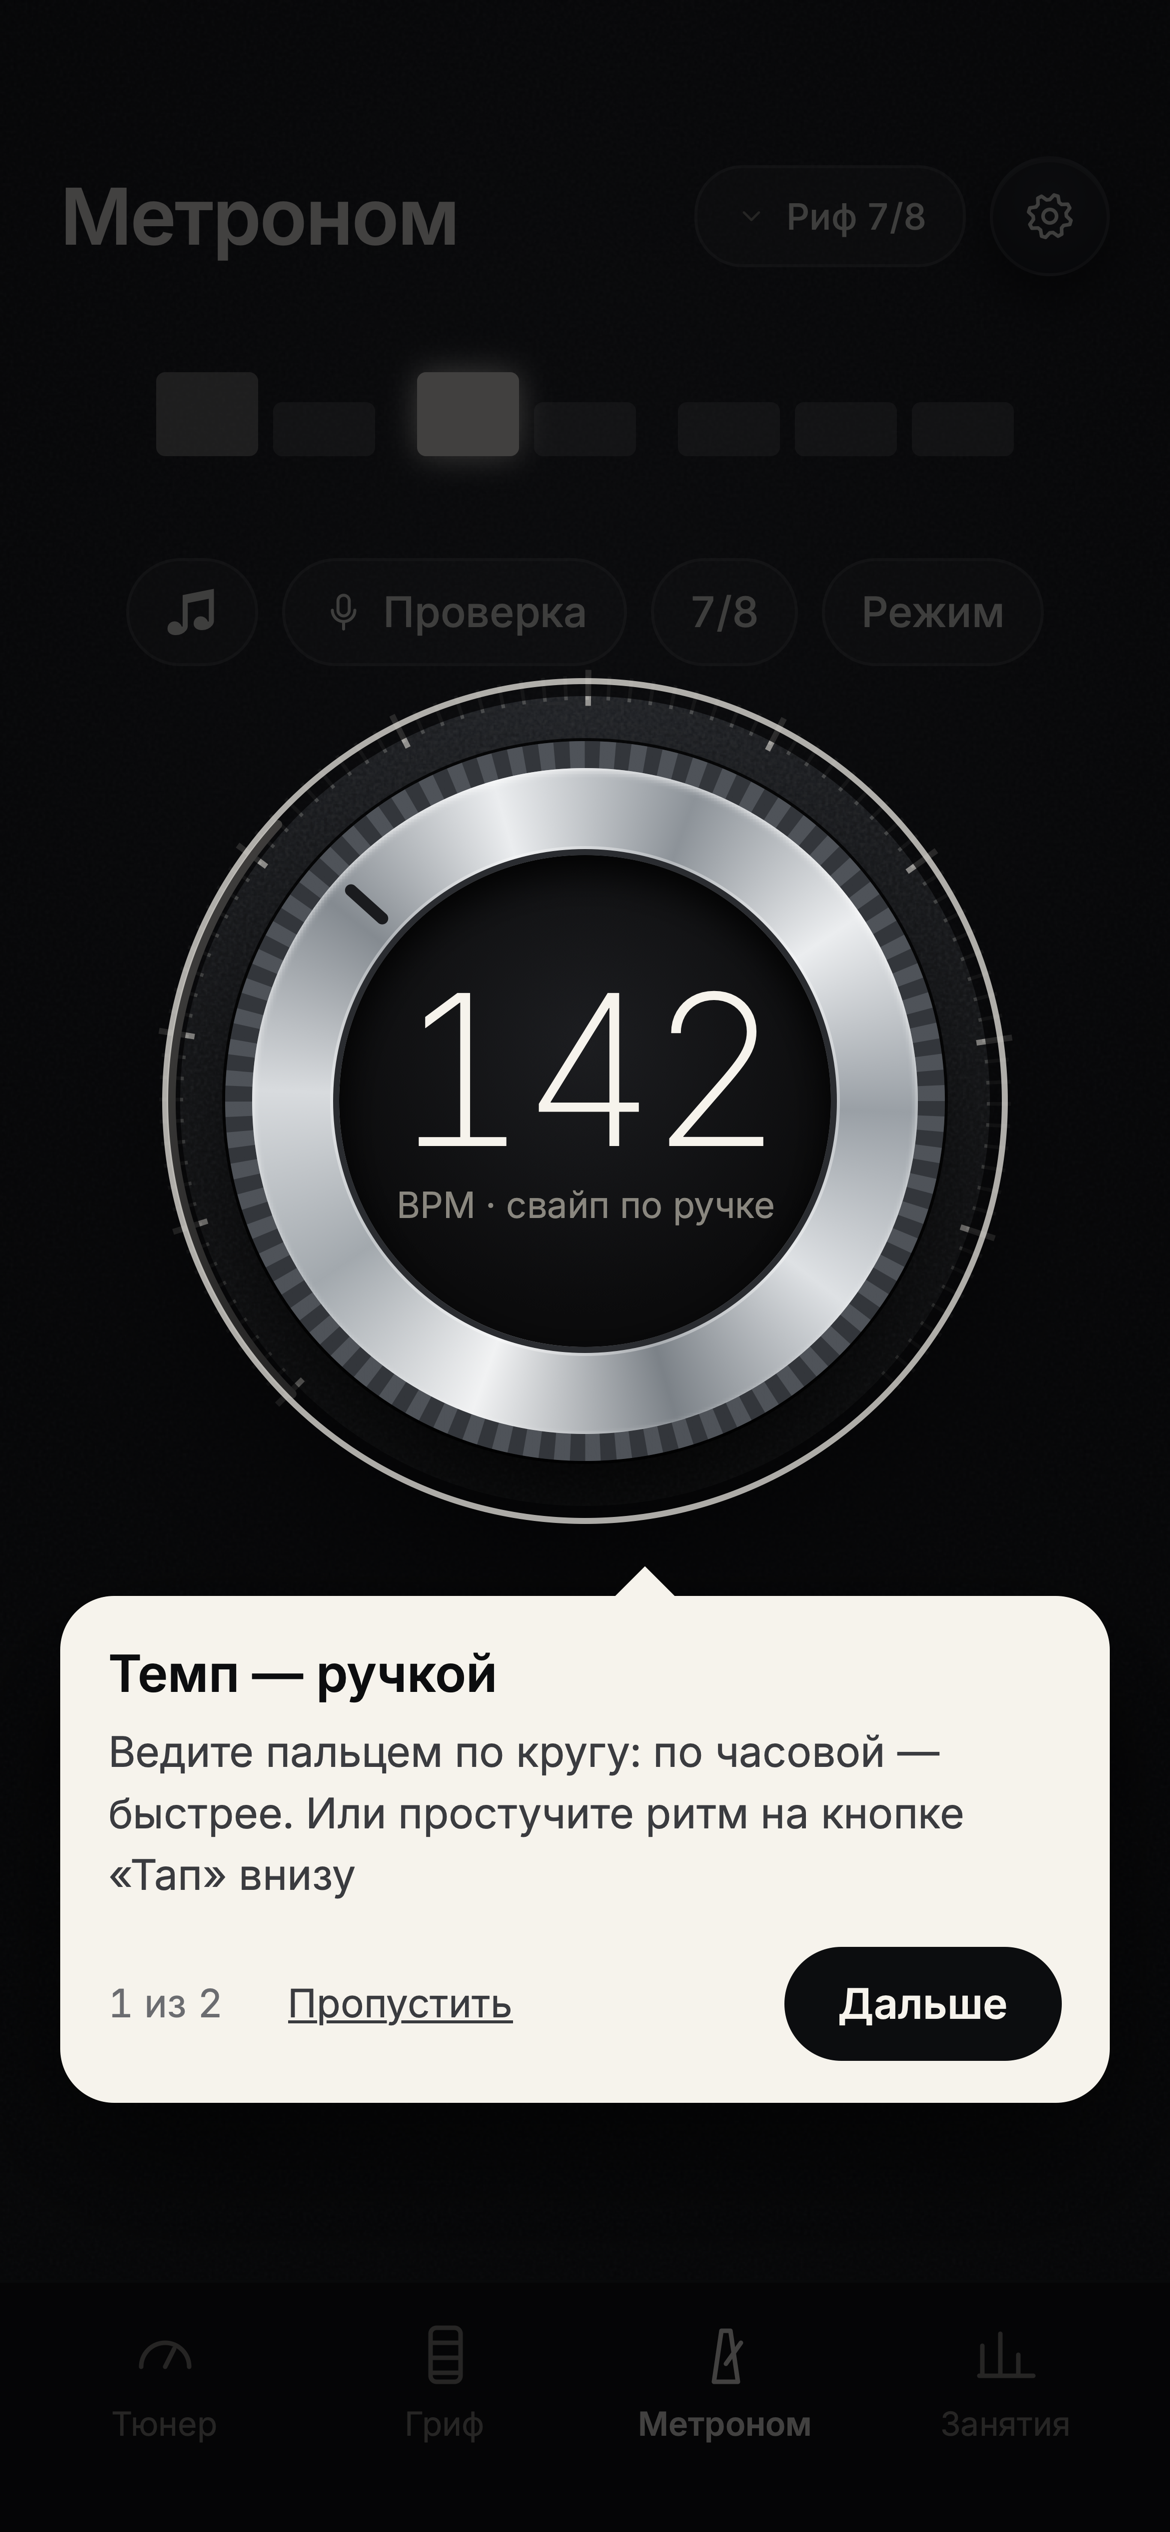 Метроном
Риф 7/8
Проверка
7/8
Режим
142
BPM · свайп по ручке
Темп — ручкой
Ведите пальцем по кругу: по часовой —
быстрее. Или простучите ритм на кнопке
«Тап» внизу
1 из 2
Пропустить
Дальше
Тюнер
Гриф
Метроном
Занятия